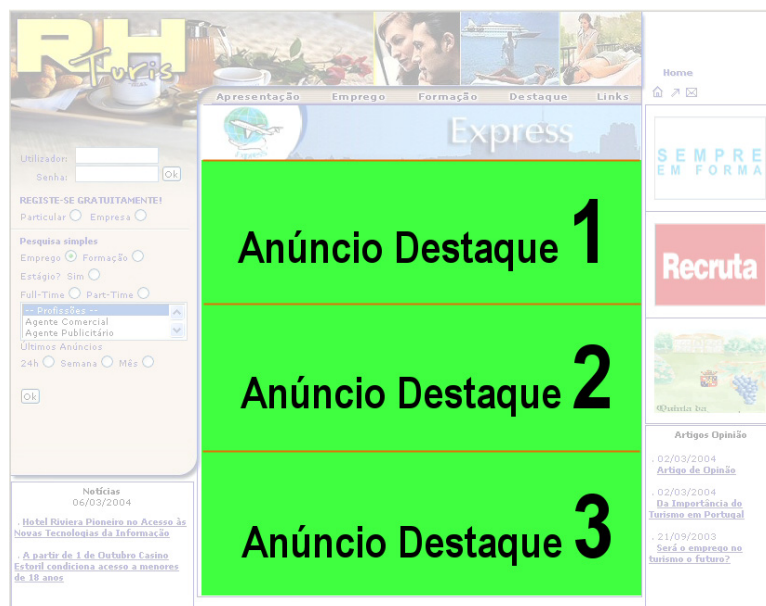 RH
Turis
Home
Apresentação Emprego Formação Destaque Links
Express
Utilizador:
Senha:
Ok
REGISTE-SE GRATUITAMENTE!
Particular Empresa
Pesquisa simples
Emprego Formação
Estágio? Sim
Full-Time Part-Time
-- Profissões --
Agente Comercial
Agente Publicitário
Últimos Anúncios
24h Semana Mês
Ok
Notícias
06/03/2004
. Hotel Riviera Pioneiro no Acesso às
Novas Tecnologias da Informação
. A partir de 1 de Outubro Casino
Estoril condiciona acesso a menores
de 18 anos
Anúncio Destaque 1
Anúncio Destaque 2
Anúncio Destaque 3
SEMPRE
EM FORMA
Recruta
Quinta da
Artigos Opinião
. 02/03/2004
Artigo de Opinão
. 02/03/2004
Da Importância do
Turismo em Portugal
. 21/09/2003
Será o emprego no
turismo o futuro?